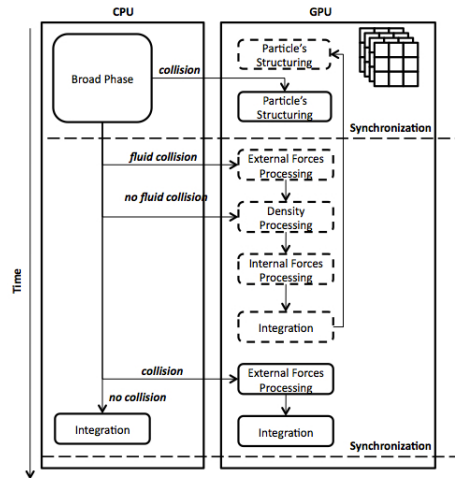 CPU
GPU
Broad Phase
collision
Particle's
Structuring
Particle's
Structuring
Synchronization
fluid collision
External Forces
Processing
no fluid collision
Density
Processing
Internal Forces
Processing
Time
Integration
collision
External Forces
Processing
no collision
Integration
Integration
Synchronization